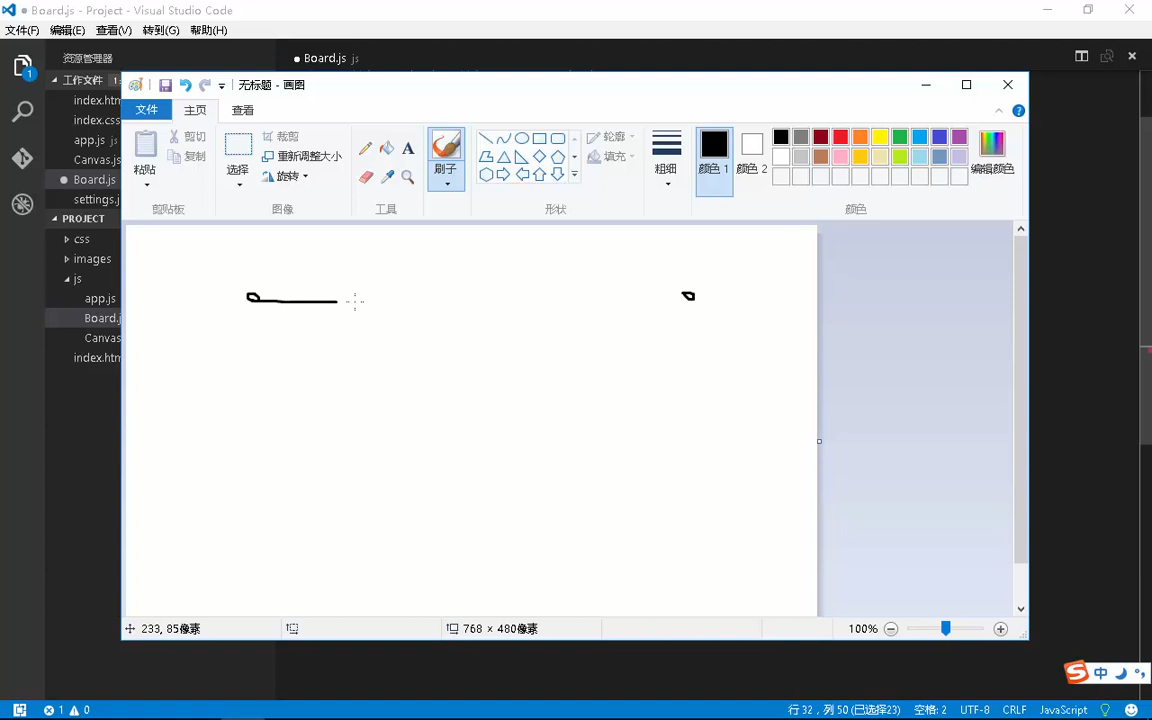 ● Board.js - Project - Visual Studio Code
文件(F) 编辑(E) 查看(V) 转到(G) 帮助(H)
资源管理器
● Board.js js
工作文件 1
index.htm
index.css
app.js js
Canvas.js
● Board.js
settings.j
PROJECT
css
images
js
app.js
Board.j
Canvas
index.htm
1
无标题 - 画图
文件 主页 查看
粘贴
剪切
复制
剪贴板
选择
裁剪
重新调整大小
旋转
图像
A
工具
刷子
轮廓
填充
形状
粗细
颜色 1
颜色 2
编辑颜色
颜色
233, 85像素
768 × 480像素
100%
S 中
1 0
行 32，列 50 (已选择23) 空格: 2 UTF-8 CRLF JavaScript